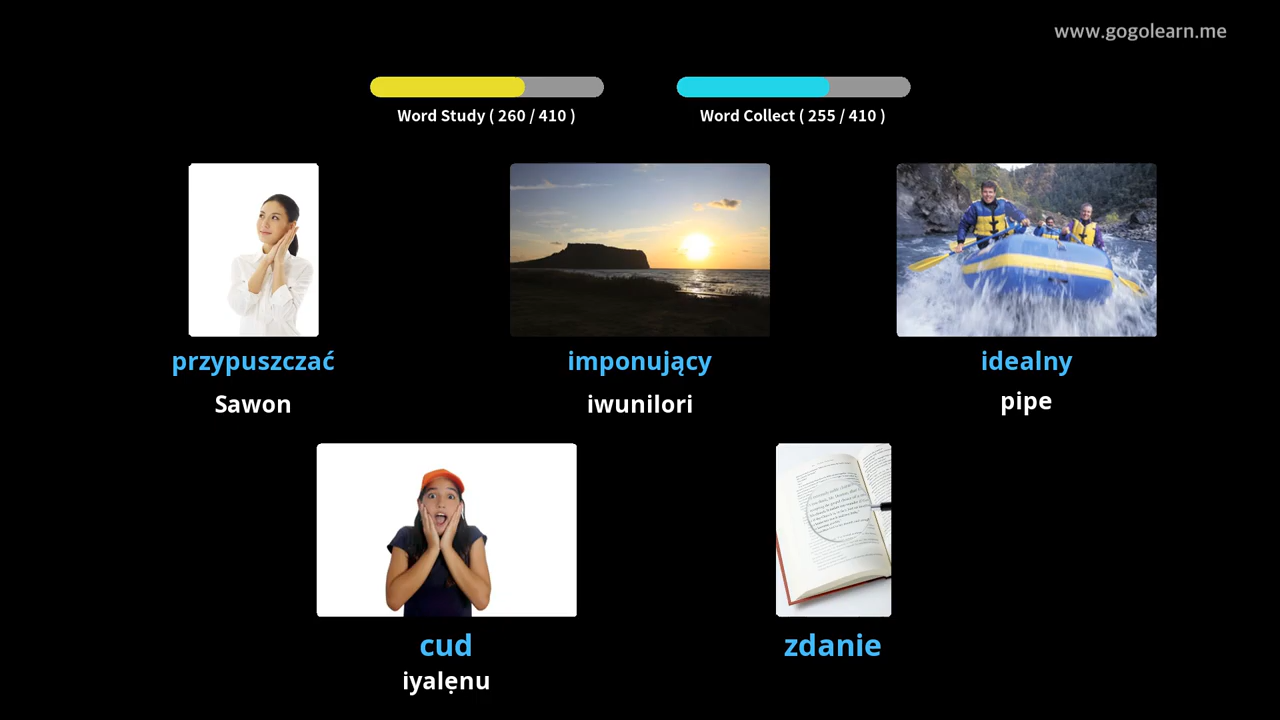 www.gogolearn.me
Word Study ( 260 / 410 )
Word Collect ( 255 / 410 )
przypuszczać
imponujący
idealny
Sawon
iwunilori
pipe
cud
zdanie
iyalẹnu